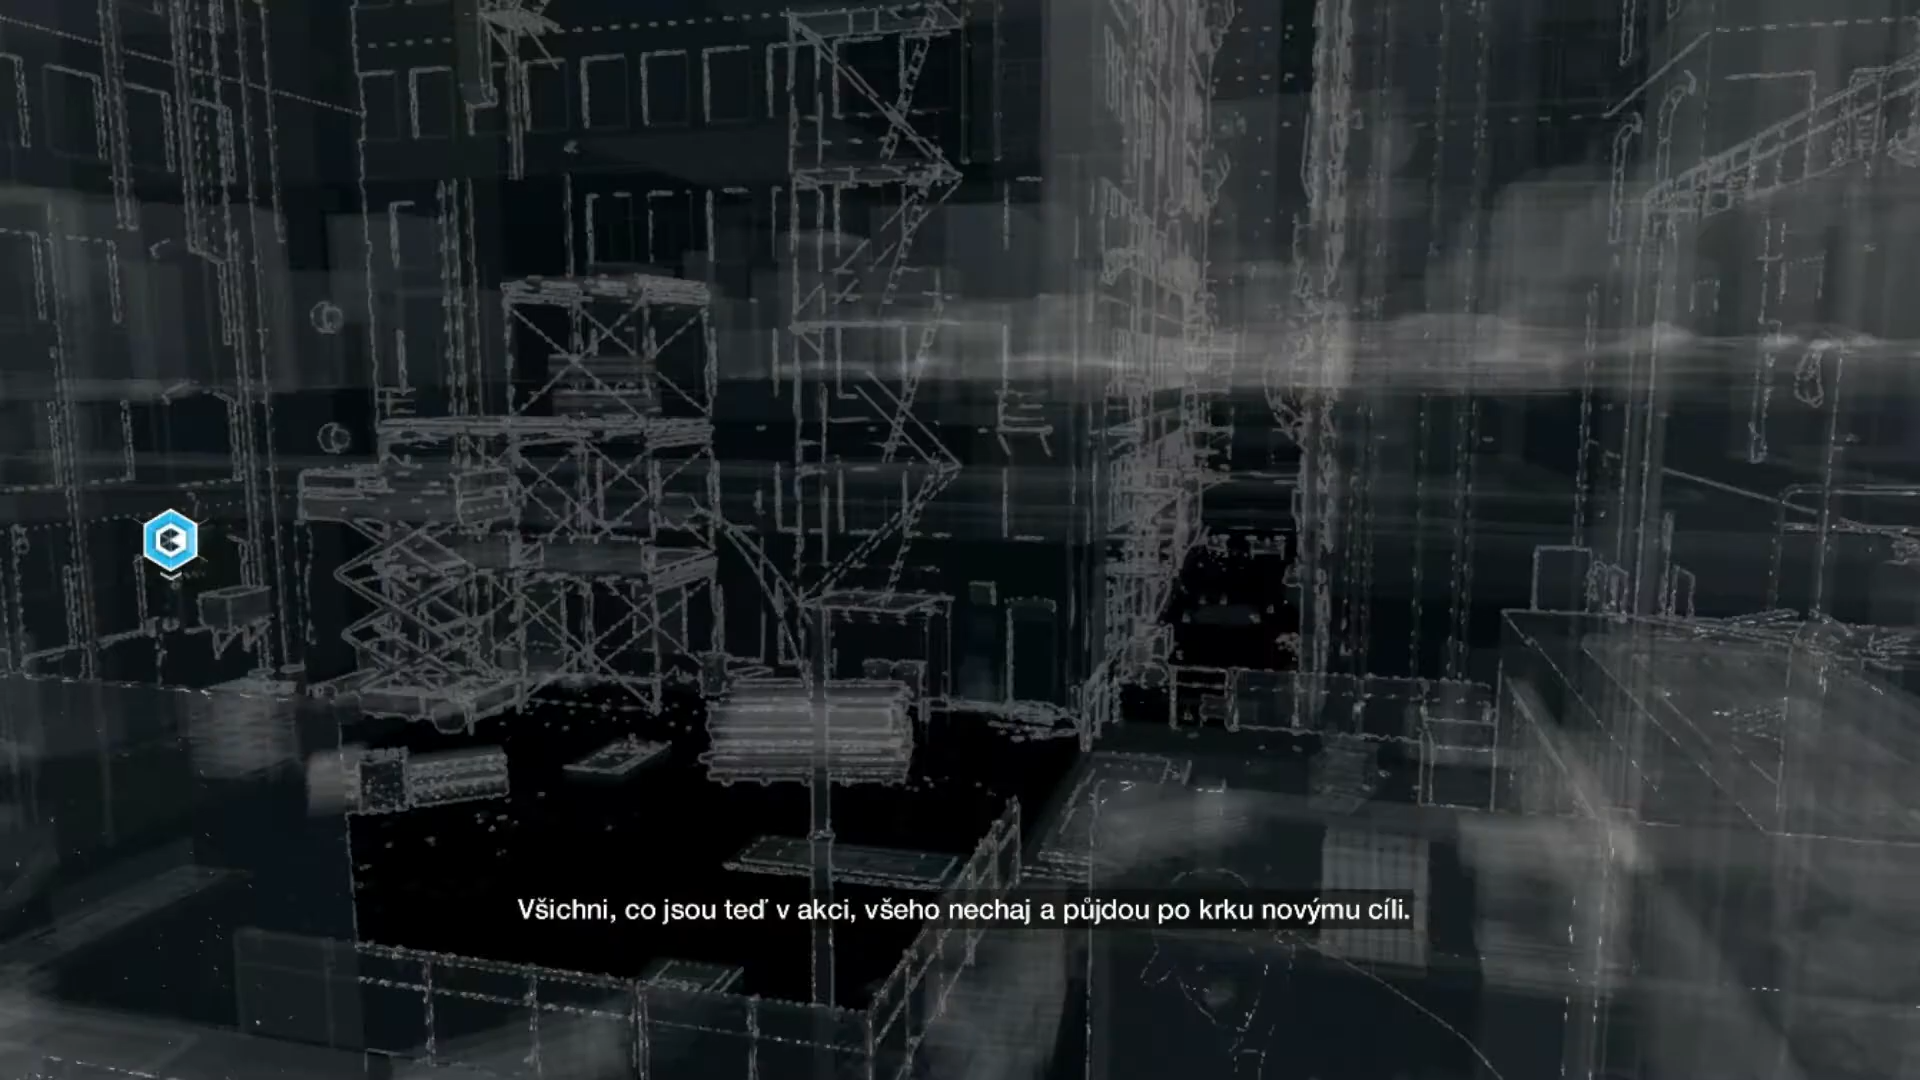 Všichni, co jsou teď v akci, všeho nechaj a půjdou po krku novýmu cíli.